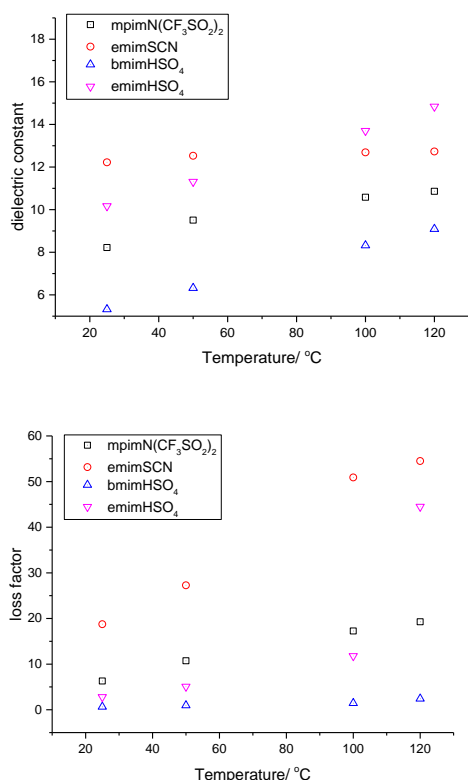 mpimN(CF₃SO₂)₂
emimSCN
bmimHSO₄
emimHSO₄
18
16
14
12
10
8
6
dielectric constant
20 40 60 80 100 120
Temperature/ °C
mpimN(CF₃SO₂)₂
emimSCN
bmimHSO₄
emimHSO₄
60
50
40
30
20
10
0
loss factor
20 40 60 80 100 120
Temperature/ °C